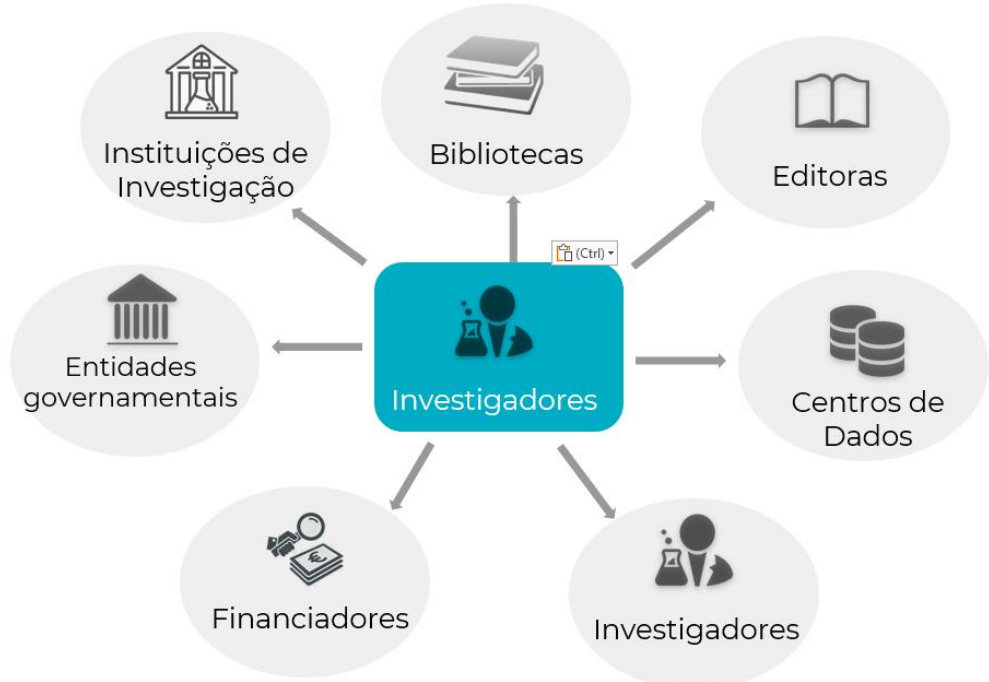 Instituições de
Investigação
Bibliotecas
Editoras
(Ctrl)
Entidades
governamentais
Investigadores
Centros de
Dados
€
Financiadores
Investigadores